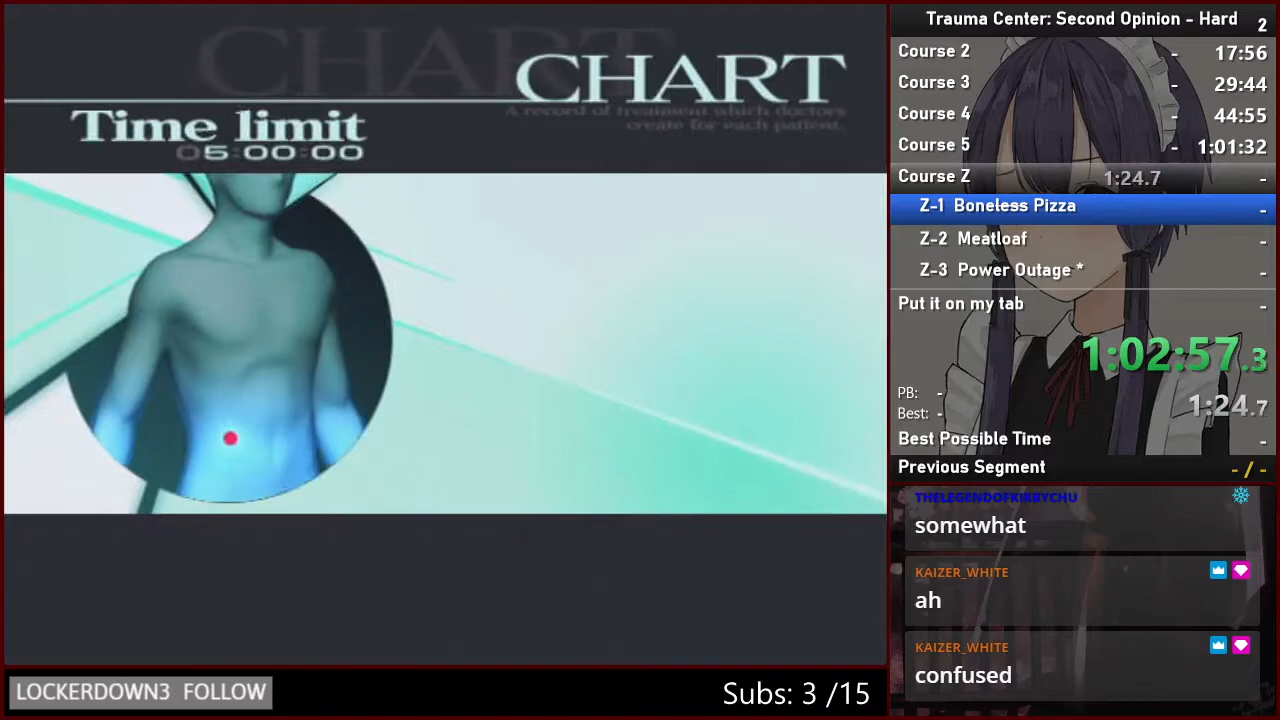 CHART
CHART
A record of treatment which doctors
create for each patient.
Time limit
05:00:00
LOCKERDOWN3 FOLLOW
Subs: 3 /15
Trauma Center: Second Opinion - Hard
2
Course 2 - 17:56
Course 3 - 29:44
Course 4 - 44:55
Course 5 - 1:01:32
Course Z 1:24.7 -
Z-1 Boneless Pizza -
Z-2 Meatloaf -
Z-3 Power Outage * -
Put it on my tab -
1:02:57.3
PB: -
Best: -
1:24.7
Best Possible Time -
Previous Segment - / -
THELEGENDOFKIRBYCHU
somewhat
KAIZER_WHITE
ah
KAIZER_WHITE
confused